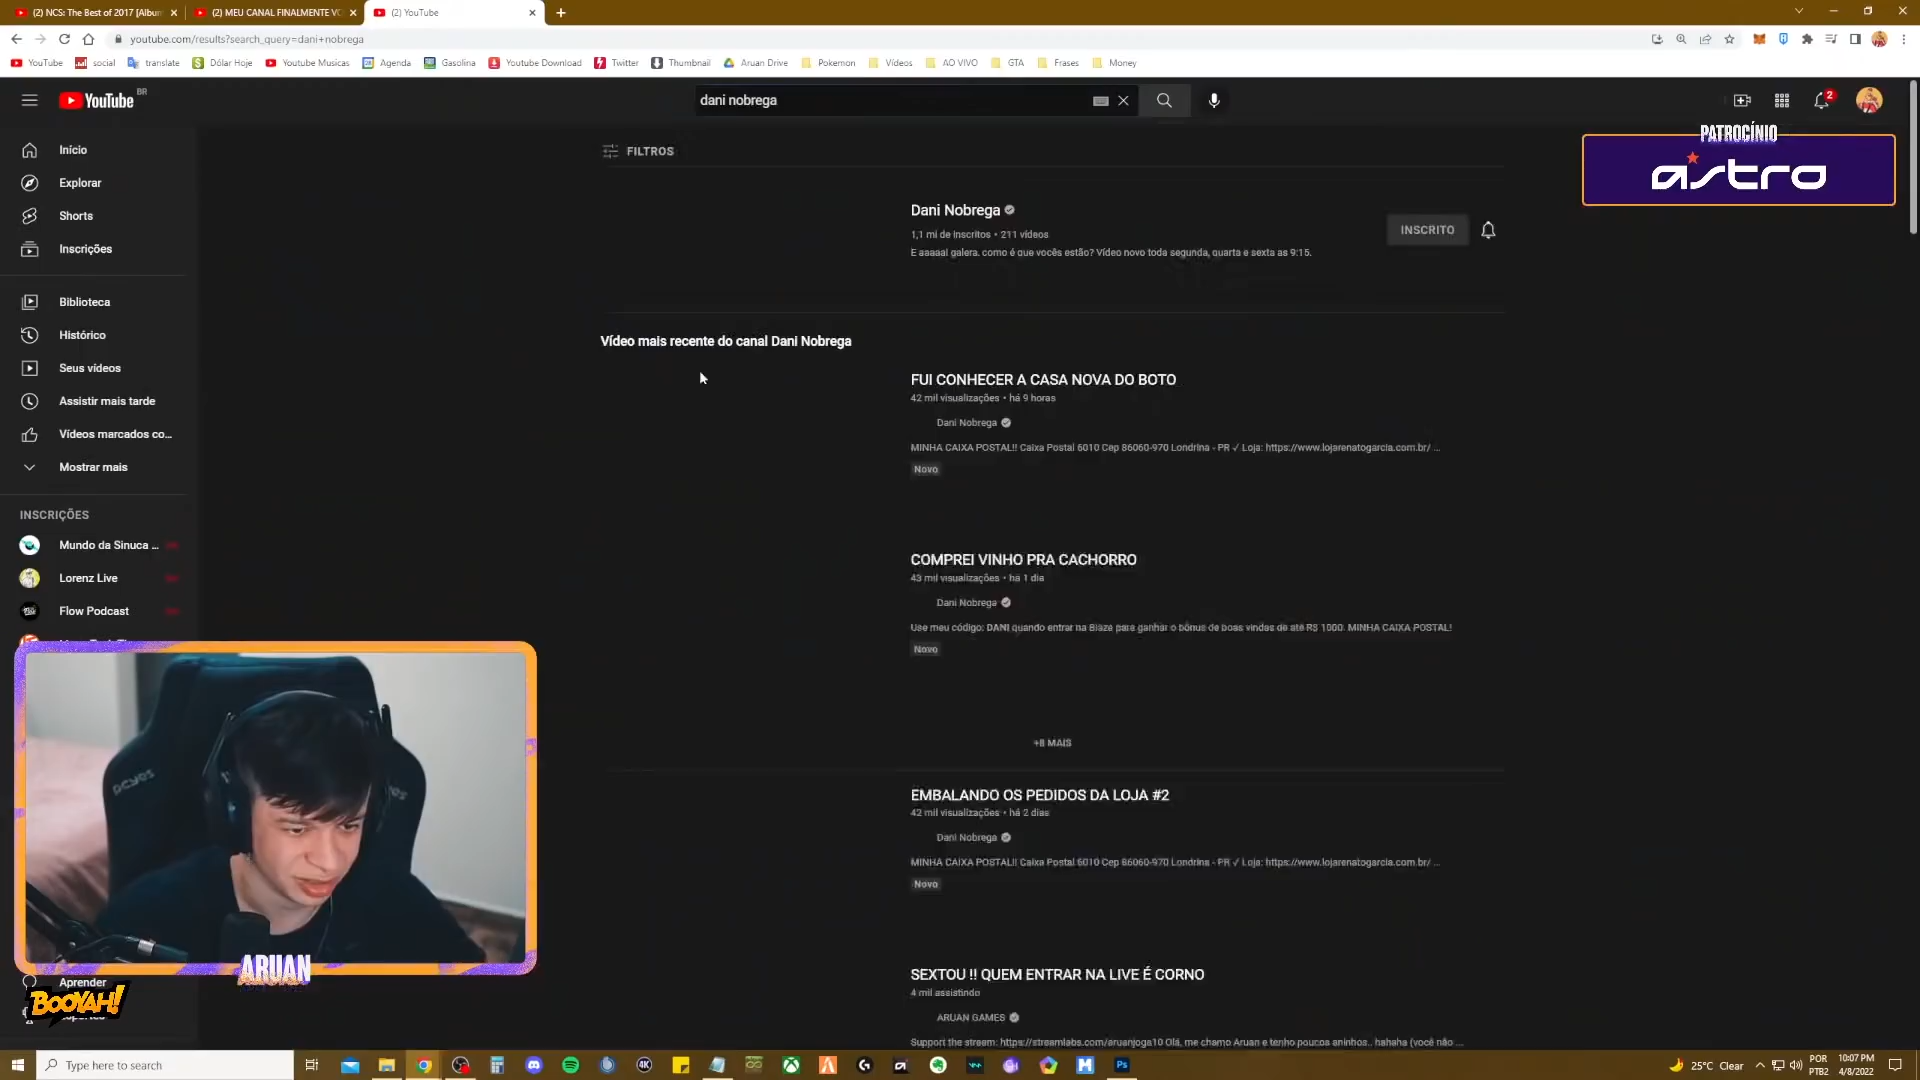 (2) NCS: The Best of 2017 [Album
(2) MEU CANAL FINALMENTE VO
(2) YouTube
youtube.com/results?search_query=dani+nobrega
YouTube
social
translate
Dólar Hoje
Youtube Musicas
Agenda
Gasolina
Youtube Download
Twitter
Thumbnail
Aruan Drive
Pokemon
Vídeos
AO VIVO
GTA
Frases
Money
YouTube BR
dani nobrega
2
PATROCÍNIO
astro
Início
Explorar
Shorts
Inscrições
Biblioteca
Histórico
Seus vídeos
Assistir mais tarde
Vídeos marcados co...
Mostrar mais
INSCRIÇÕES
Mundo da Sinuca ...
Lorenz Live
Flow Podcast
FILTROS
Dani Nobrega
1,1 mi de inscritos • 211 vídeos
E aaaaai galera, como é que vocês estão? Vídeo novo toda segunda, quarta e sexta as 9:15.
INSCRITO
Vídeo mais recente do canal Dani Nobrega
FUI CONHECER A CASA NOVA DO BOTO
42 mil visualizações • há 9 horas
Dani Nobrega
MINHA CAIXA POSTAL!! Caixa Postal 6010 Cep 86060-970 Londrina - PR √ Loja: https://www.lojarenatogarcia.com.br/ ...
Novo
COMPREI VINHO PRA CACHORRO
43 mil visualizações • há 1 dia
Dani Nobrega
Use meu código: DANI quando entrar na Blaze para ganhar o bônus de boas vindas de até R$ 1000. MINHA CAIXA POSTAL!
Novo
+8 MAIS
EMBALANDO OS PEDIDOS DA LOJA #2
42 mil visualizações • há 2 dias
Dani Nobrega
MINHA CAIXA POSTAL!! Caixa Postal 6010 Cep 86060-970 Londrina - PR √ Loja: https://www.lojarenatogarcia.com.br/ ...
Novo
SEXTOU !! QUEM ENTRAR NA LIVE É CORNO
4 mil assistindo
ARUAN GAMES
Support the stream: https://streamlabs.com/aruanjoga10 Olá, me chamo Aruan e tenho poucos aninhos.. hahaha (você não ...
pcyes
ARUAN
Aprender
BOOYAH!
Type here to search
4K
Ps
25°C Clear
POR
PTB2
10:07 PM
4/8/2022